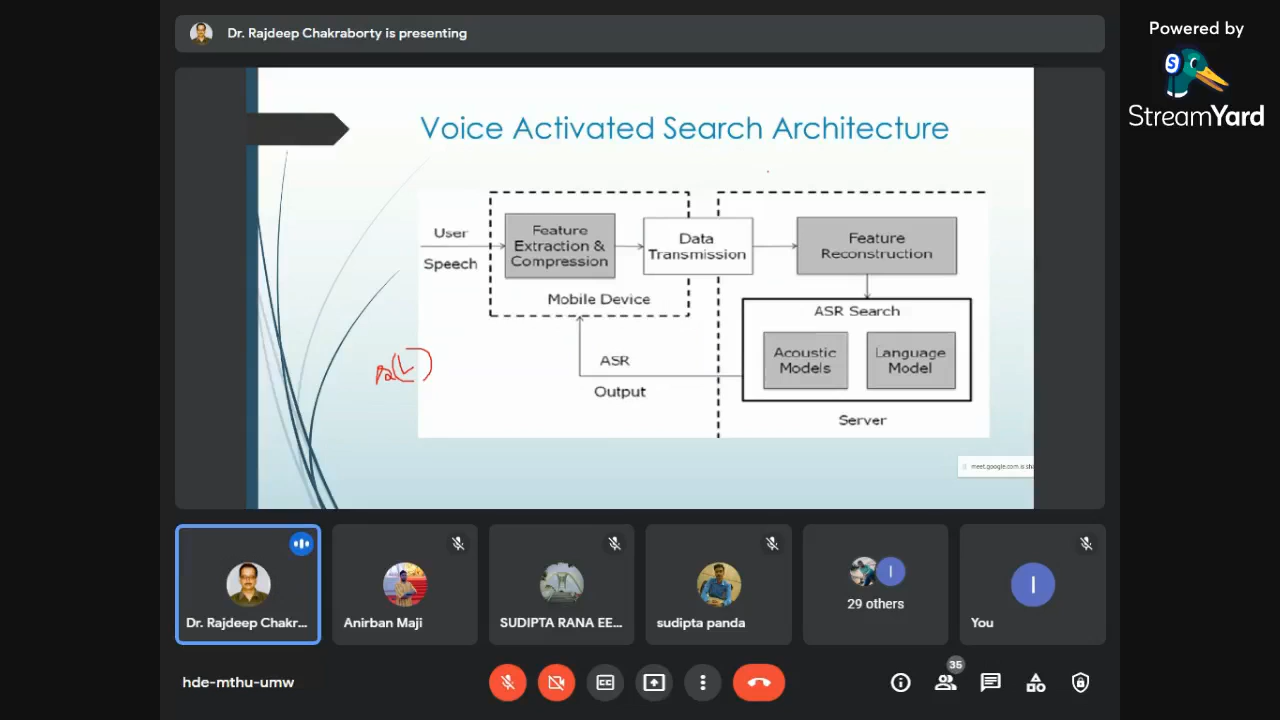 Dr. Rajdeep Chakraborty is presenting
Powered by
StreamYard
Voice Activated Search Architecture
User
Speech
Feature
Extraction &
Compression
Data
Transmission
Feature
Reconstruction
Mobile Device
ASR Search
Acoustic
Models
Language
Model
ASR
Output
Server
Dr. Rajdeep Chakr...
Anirban Maji
SUDIPTA RANA EE...
sudipta panda
I
29 others
I
You
hde-mthu-umw
35